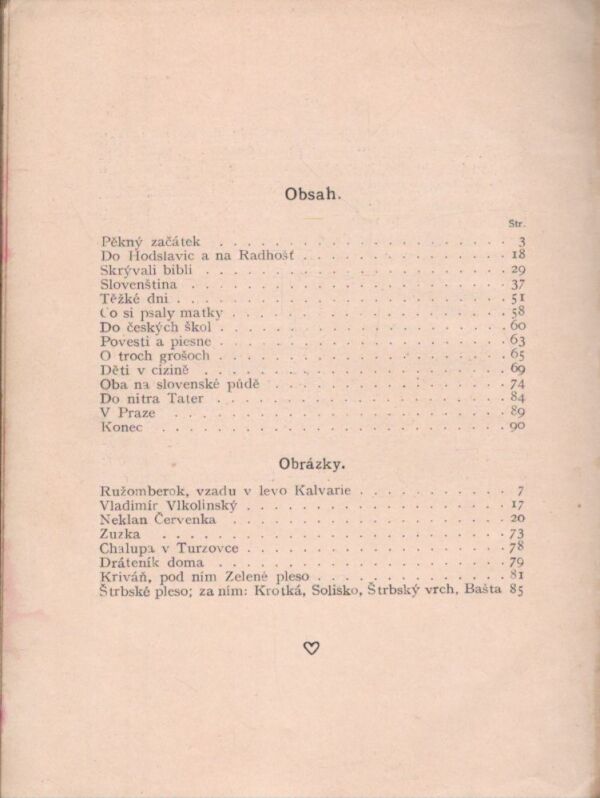 Obsah.
Str.
Pěkný začátek . . . . . . . . . . . . . . . . 3
Do Hodslavic a na Radhošť . . . . . . . . . . . 18
Skrývali bibli . . . . . . . . . . . . . . . . 29
Slovenština . . . . . . . . . . . . . . . . . 37
Těžké dni . . . . . . . . . . . . . . . . . . 51
Co si psaly matky . . . . . . . . . . . . . . . 58
Do českých škol . . . . . . . . . . . . . . . 60
Povesti a piesne . . . . . . . . . . . . . . . 63
O troch grošoch . . . . . . . . . . . . . . . 65
Děti v cizině . . . . . . . . . . . . . . . . 69
Oba na slovenské půdě . . . . . . . . . . . . . 74
Do nitra Tater . . . . . . . . . . . . . . . . 84
V Praze . . . . . . . . . . . . . . . . . . 89
Konec . . . . . . . . . . . . . . . . . . . 90
Obrázky.
Ružomberok, vzadu v levo Kalvarie . . . . . . . . 7
Vladimír Vlkolinský . . . . . . . . . . . . . . 17
Neklan Červenka . . . . . . . . . . . . . . . 20
Zuzka . . . . . . . . . . . . . . . . . . . 73
Chalupa v Turzovce . . . . . . . . . . . . . . 78
Dráteník doma . . . . . . . . . . . . . . . . 79
Kriváň, pod ním Zelené pleso . . . . . . . . . . 81
Štrbské pleso; za ním: Krotká, Solisko, Štrbský vrch, Bašta 85